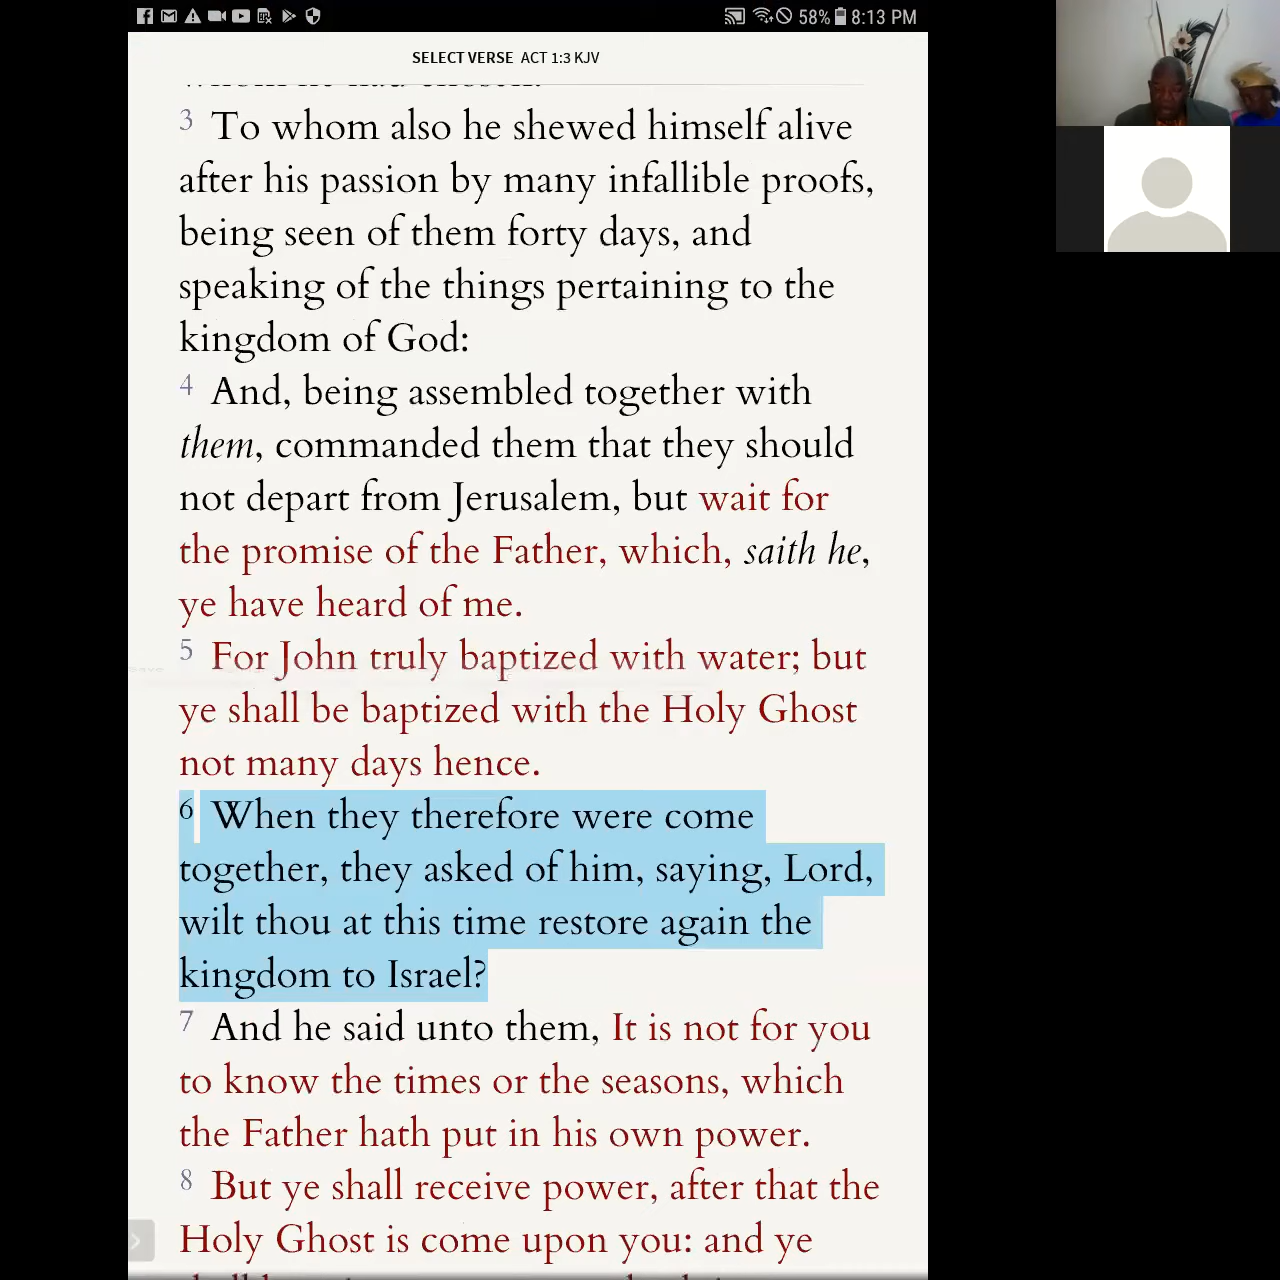 58% 8:13 PM
SELECT VERSE ACT 1:3 KJV
whom he had chosen:
3 To whom also he shewed himself alive
after his passion by many infallible proofs,
being seen of them forty days, and
speaking of the things pertaining to the
kingdom of God:
4 And, being assembled together with
them, commanded them that they should
not depart from Jerusalem, but wait for
the promise of the Father, which, saith he,
ye have heard of me.
5 For John truly baptized with water; but
ye shall be baptized with the Holy Ghost
not many days hence.
6 When they therefore were come
together, they asked of him, saying, Lord,
wilt thou at this time restore again the
kingdom to Israel?
7 And he said unto them, It is not for you
to know the times or the seasons, which
the Father hath put in his own power.
8 But ye shall receive power, after that the
Holy Ghost is come upon you: and ye